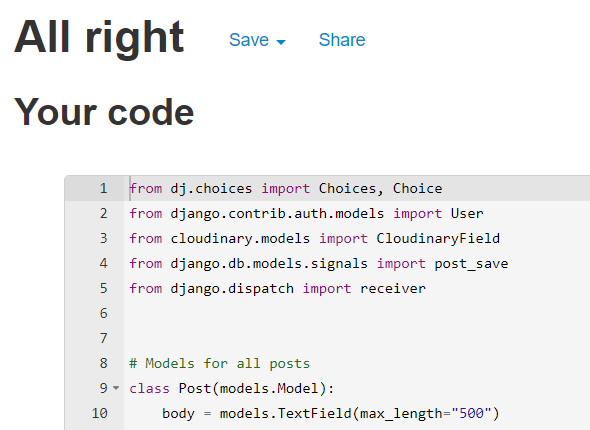 All right Save Share
Your code
1 from dj.choices import Choices, Choice
2 from django.contrib.auth.models import User
3 from cloudinary.models import CloudinaryField
4 from django.db.models.signals import post_save
5 from django.dispatch import receiver
6
7
8 # Models for all posts
9 class Post(models.Model):
10     body = models.TextField(max_length="500")